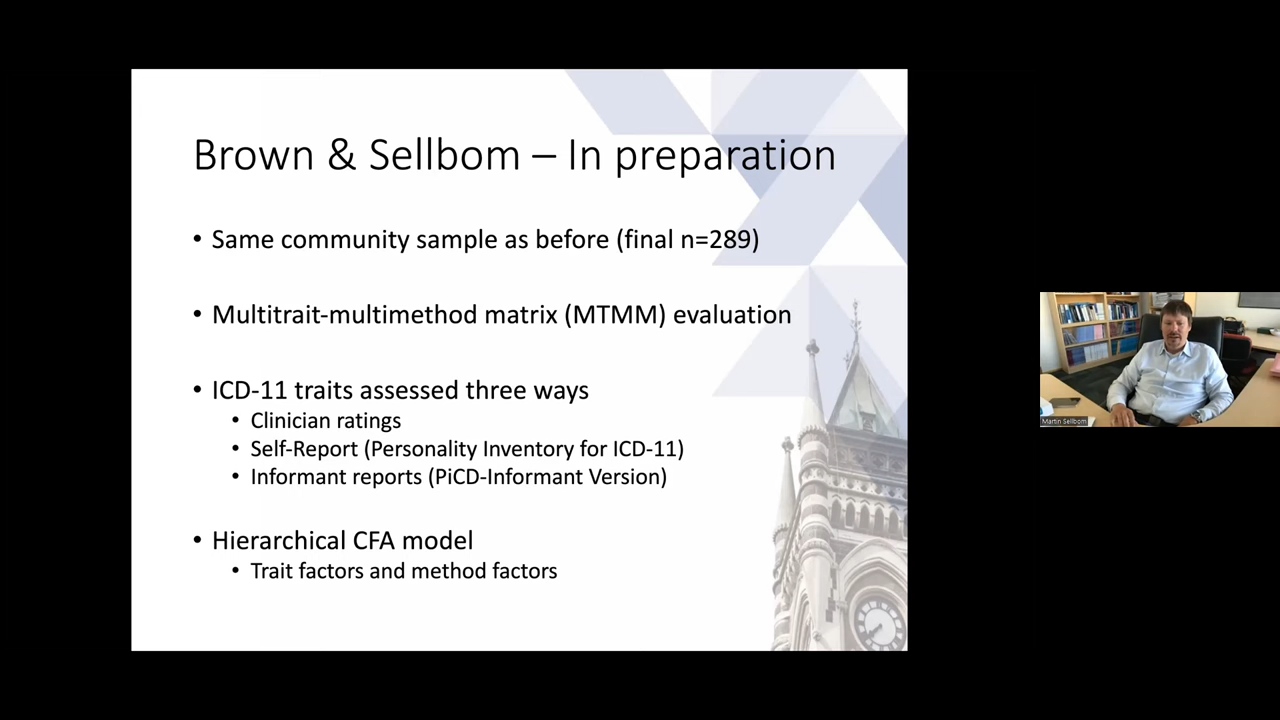 Brown & Sellbom – In preparation
• Same community sample as before (final n=289)
• Multitrait-multimethod matrix (MTMM) evaluation
• ICD-11 traits assessed three ways
• Clinician ratings
• Self-Report (Personality Inventory for ICD-11)
• Informant reports (PiCD-Informant Version)
• Hierarchical CFA model
• Trait factors and method factors
Martin Sellbom